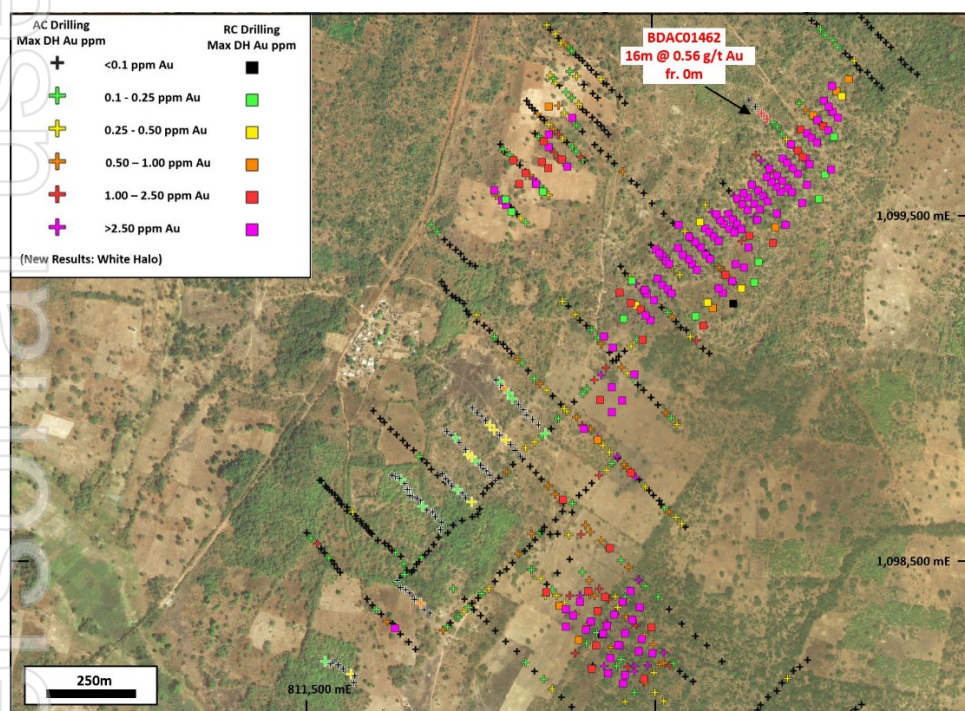 AC Drilling
Max DH Au ppm
RC Drilling
Max DH Au ppm
<0.1 ppm Au
0.1 - 0.25 ppm Au
0.25 - 0.50 ppm Au
0.50 – 1.00 ppm Au
1.00 – 2.50 ppm Au
>2.50 ppm Au
(New Results: White Halo)
BDAC01462
16m @ 0.56 g/t Au
fr. 0m
1,099,500 mE
1,098,500 mE
250m
811,500 mE